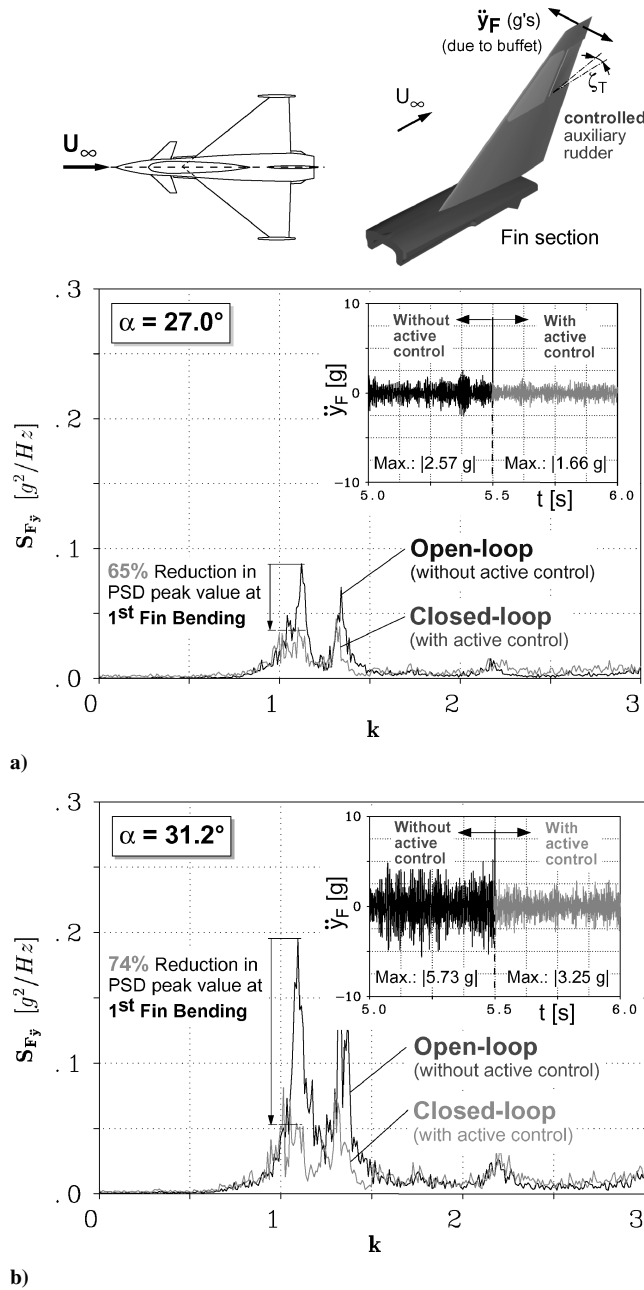 U∞
ÿF (g's)
(due to buffet)
ζT
U∞
controlled
auxiliary
rudder
Fin section
α = 27.0°
.3
.2
.1
.0
SFÿ [g²/Hz]
0
1
2
3
k
65% Reduction in
PSD peak value at
1st Fin Bending
Open-loop
(without active control)
Closed-loop
(with active control)
10
0
−10
ÿF [g]
Without
active
control
With
active
control
Max.: |2.57 g|
Max.: |1.66 g|
5.0
5.5
6.0
t [s]
a)
α = 31.2°
.3
.2
.1
.0
SFÿ [g²/Hz]
0
1
2
3
k
74% Reduction in
PSD peak value at
1st Fin Bending
Open-loop
(without active control)
Closed-loop
(with active control)
10
0
−10
ÿF [g]
Without
active
control
With
active
control
Max.: |5.73 g|
Max.: |3.25 g|
5.0
5.5
6.0
t [s]
b)